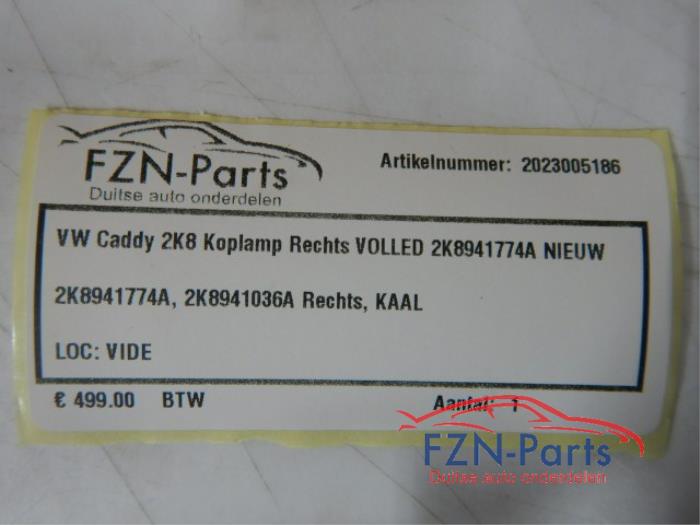 FZN-Parts
Duitse auto onderdelen
Artikelnummer: 2023005186
VW Caddy 2K8 Koplamp Rechts VOLLED 2K8941774A NIEUW
2K8941774A, 2K8941036A Rechts, KAAL
LOC: VIDE
€ 499.00 BTW
Aantal: 1
FZN-Parts
Duitse auto onderdelen